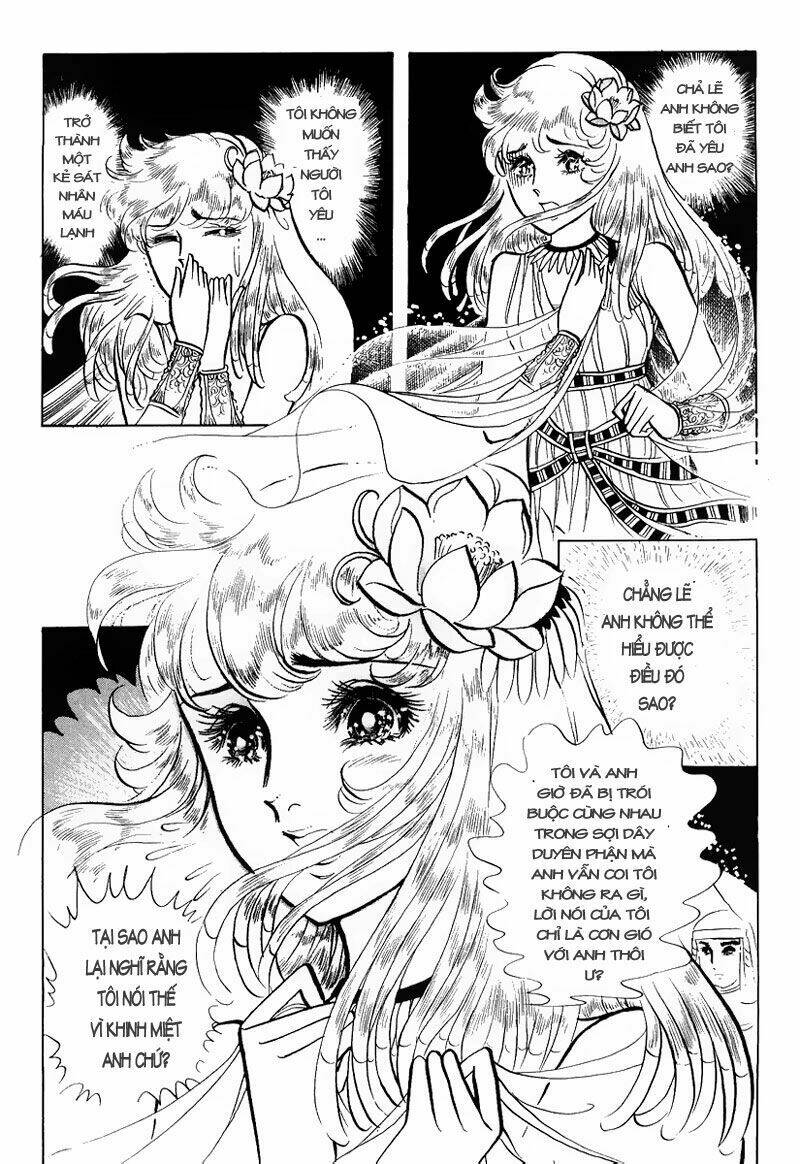 CHẢ LẼ
ANH KHÔNG
BIẾT TÔI
ĐÃ YÊU
ANH SAO?
TÔI KHÔNG
MUỐN
THẤY
NGƯỜI
TÔI
YÊU
...
TRỞ
THÀNH
MỘT
KẺ SÁT
NHÂN
MÁU
LẠNH
CHẲNG LẼ
ANH KHÔNG THỂ
HIỂU ĐƯỢC
ĐIỀU ĐÓ
SAO?
TÔI VÀ ANH
GIỜ ĐÃ BỊ TRÓI
BUỘC CÙNG NHAU
TRONG SỢI DÂY
DUYÊN PHẬN MÀ
ANH VẪN COI TÔI
KHÔNG RA GÌ,
LỜI NÓI CỦA TÔI
CHỈ LÀ CƠN GIÓ
VỚI ANH THÔI
Ư?
TẠI SAO ANH
LẠI NGHĨ RẰNG
TÔI NÓI THẾ
VÌ KHINH MIỆT
ANH CHỨ?